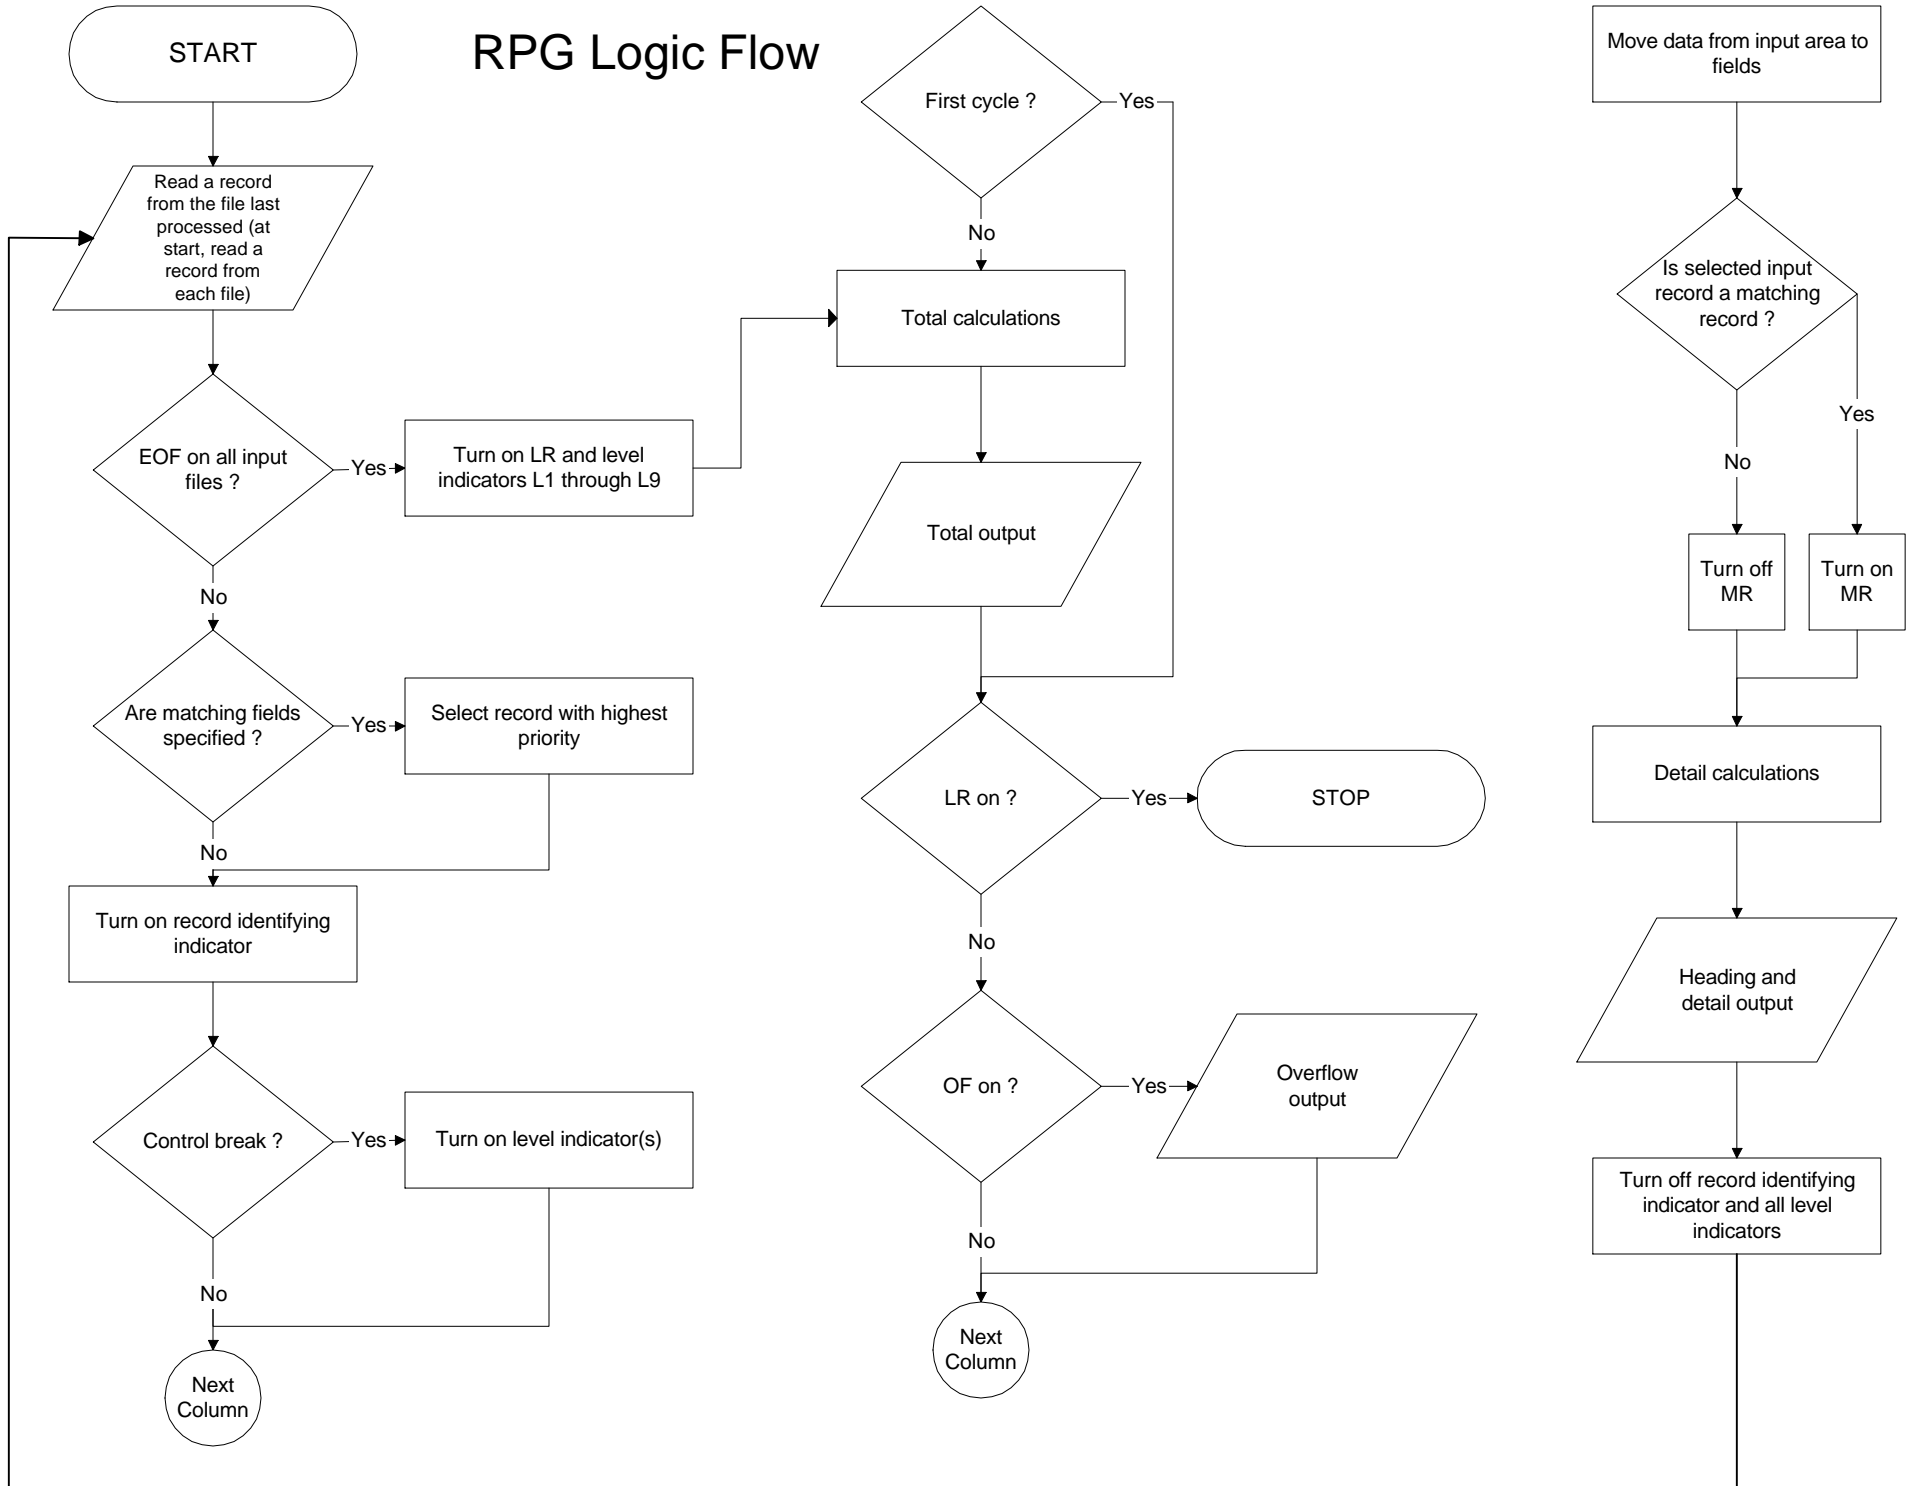 START
RPG Logic Flow
Read a record
from the file last
processed (at
start, read a
record from
each file)
EOF on all input
files ?
Yes
Turn on LR and level
indicators L1 through L9
No
Are matching fields
specified ?
Yes
Select record with highest
priority
No
Turn on record identifying
indicator
Control break ?
Yes
Turn on level indicator(s)
No
Next
Column
First cycle ?
Yes
No
Total calculations
Total output
LR on ?
Yes
STOP
No
OF on ?
Yes
Overflow
output
No
Next
Column
Move data from input area to
fields
Is selected input
record a matching
record ?
Yes
No
Turn off
MR
Turn on
MR
Detail calculations
Heading and
detail output
Turn off record identifying
indicator and all level
indicators